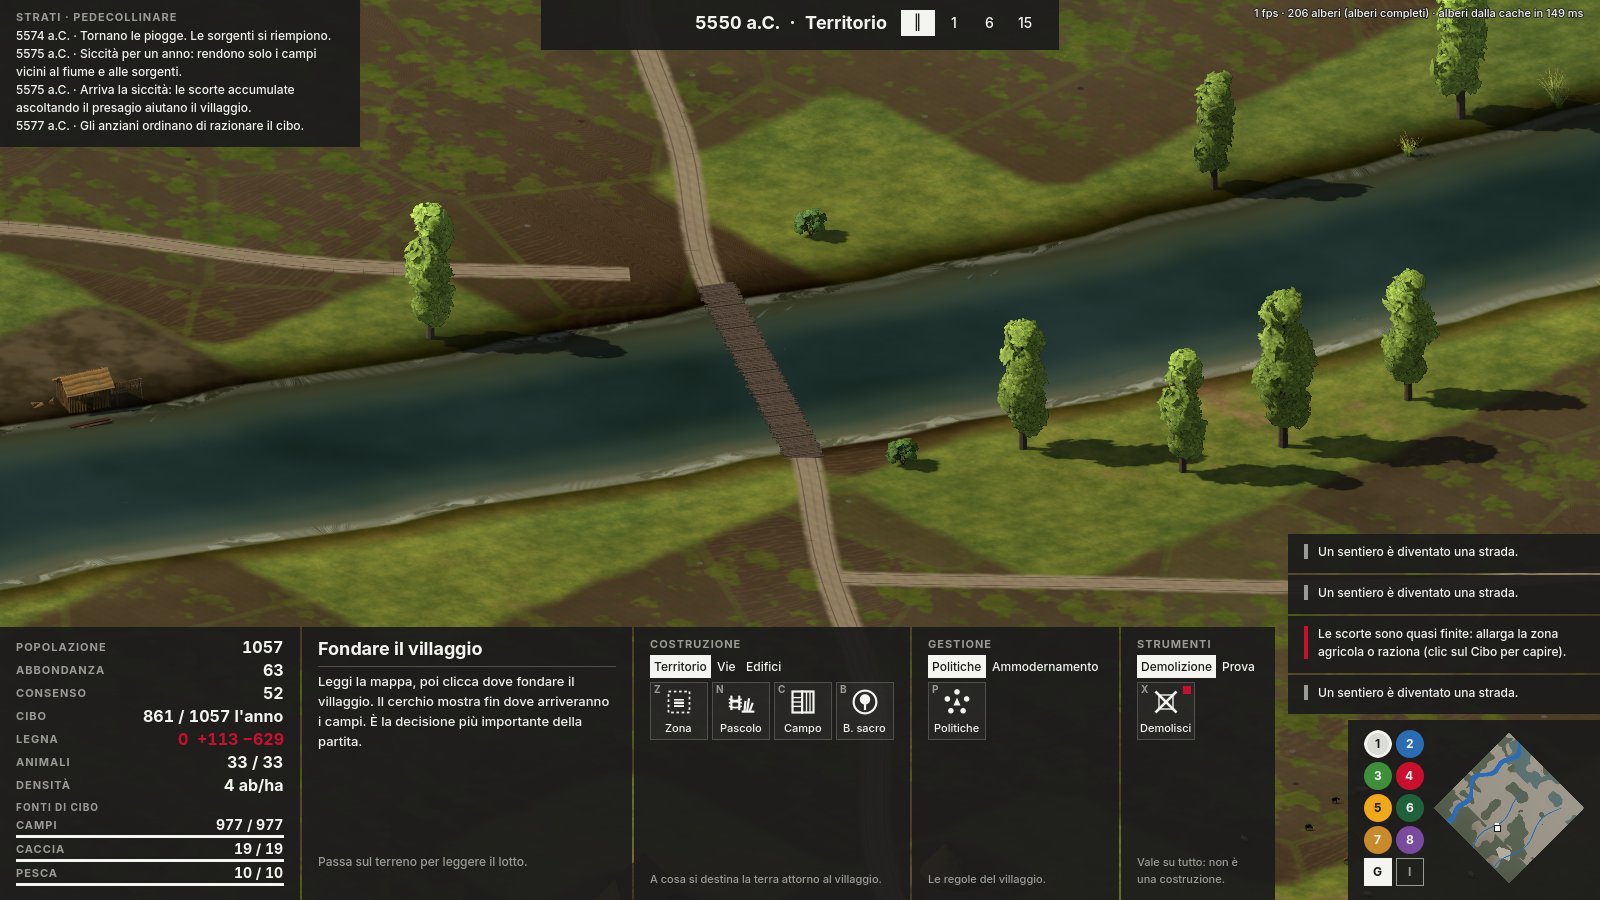 STRATI · PEDECOLLINARE
5574 a.C. · Tornano le piogge. Le sorgenti si riempiono.
5575 a.C. · Siccità per un anno: rendono solo i campi
vicini al fiume e alle sorgenti.
5575 a.C. · Arriva la siccità: le scorte accumulate
ascoltando il presagio aiutano il villaggio.
5577 a.C. · Gli anziani ordinano di razionare il cibo.
5550 a.C. · Territorio ‖ 1 6 15
1 fps · 206 alberi (alberi completi) · alberi dalla cache in 149 ms
Un sentiero è diventato una strada.
Un sentiero è diventato una strada.
Le scorte sono quasi finite: allarga la zona
agricola o raziona (clic sul Cibo per capire).
Un sentiero è diventato una strada.
POPOLAZIONE 1057
ABBONDANZA 63
CONSENSO 52
CIBO 861 / 1057 l'anno
LEGNA 0 +113 −629
ANIMALI 33 / 33
DENSITÀ 4 ab/ha
FONTI DI CIBO
CAMPI 977 / 977
CACCIA 19 / 19
PESCA 10 / 10
Fondare il villaggio
Leggi la mappa, poi clicca dove fondare il
villaggio. Il cerchio mostra fin dove arriveranno
i campi. È la decisione più importante della
partita.
Passa sul terreno per leggere il lotto.
COSTRUZIONE
Territorio Vie Edifici
Z N C B
Zona Pascolo Campo B. sacro
A cosa si destina la terra attorno al villaggio.
GESTIONE
Politiche Ammodernamento
P
Politiche
Le regole del villaggio.
STRUMENTI
Demolizione Prova
X
Demolisci
Vale su tutto: non è
una costruzione.
1 2
3 4
5 6
7 8
G I